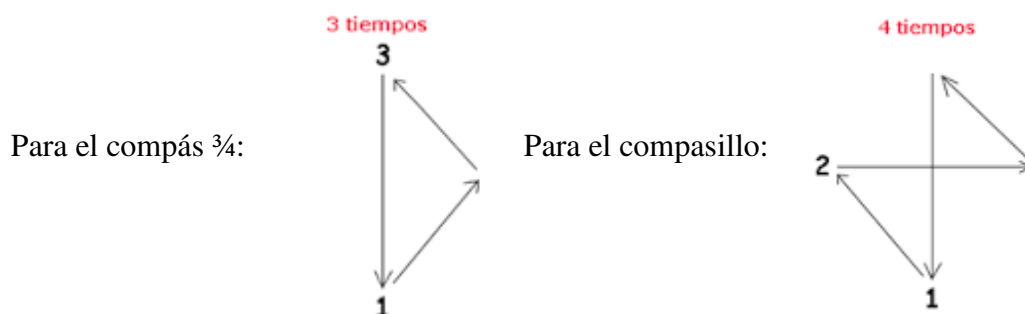 3 tiempos
4 tiempos
3
Para el compás ¾:
Para el compasillo:
2
1
1